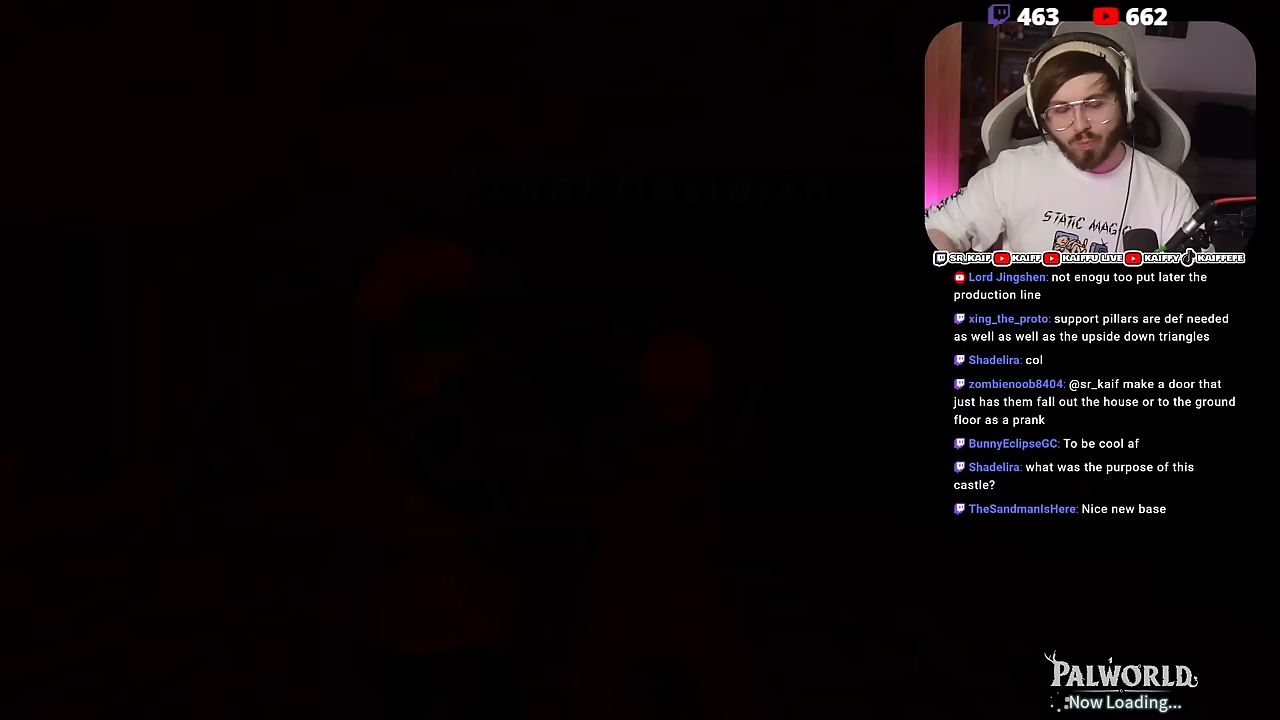 463 662
STATIC MAGIC
SR_KAIF KAIFF KAIFFU LIVE KAIFFY KAIFFEFE
Lord Jingshen: not enogu too put later the
production line
xing_the_proto: support pillars are def needed
as well as well as the upside down triangles
Shadelira: col
zombienoob8404: @sr_kaif make a door that
just has them fall out the house or to the ground
floor as a prank
BunnyEclipseGC: To be cool af
Shadelira: what was the purpose of this
castle?
TheSandmanIsHere: Nice new base
Mount Obsidian
PALWORLD
Now Loading...